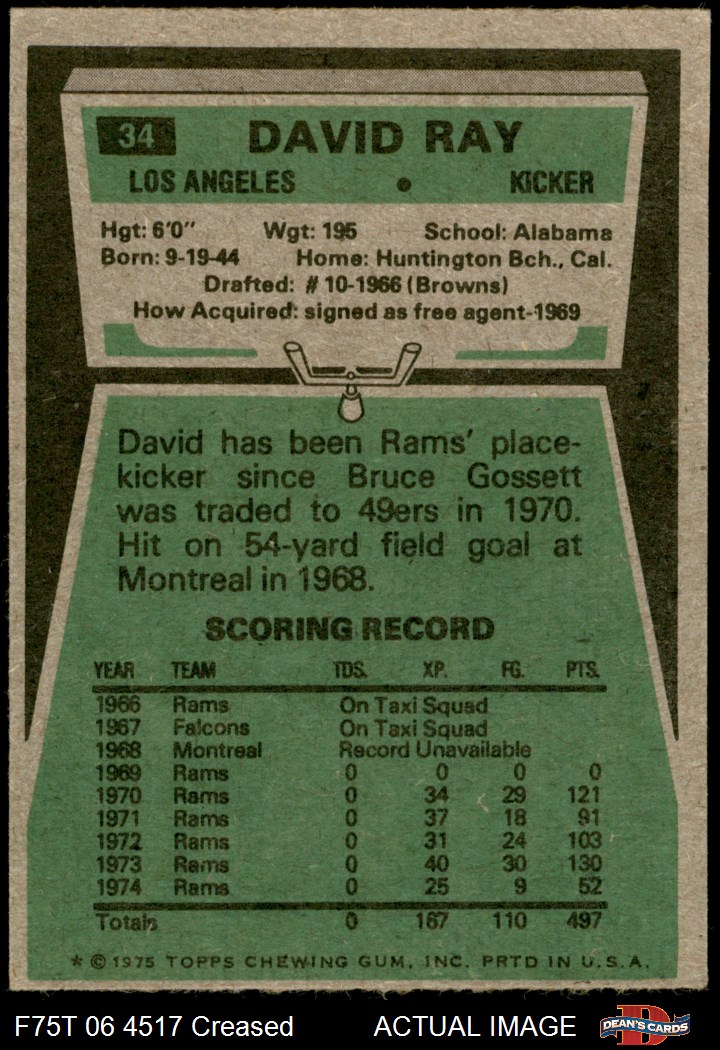 34 DAVID RAY
LOS ANGELES • KICKER
Hgt: 6'0" Wgt: 195 School: Alabama
Born: 9-19-44 Home: Huntington Bch., Cal.
Drafted: #10-1966 (Browns)
How Acquired: signed as free agent-1969
David has been Rams' place-
kicker since Bruce Gossett
was traded to 49ers in 1970.
Hit on 54-yard field goal at
Montreal in 1968.
SCORING RECORD
YEAR TEAM TDS. XP. FG. PTS.
1966 Rams On Taxi Squad
1967 Falcons On Taxi Squad
1968 Montreal Record Unavailable
1969 Rams 0 0 0 0
1970 Rams 0 34 29 121
1971 Rams 0 37 18 91
1972 Rams 0 31 24 103
1973 Rams 0 40 30 130
1974 Rams 0 25 9 52
Totals 0 167 110 497
* © 1975 TOPPS CHEWING GUM, INC. PRTD IN U.S.A.
F75T 06 4517 Creased ACTUAL IMAGE D DEAN'S CARDS